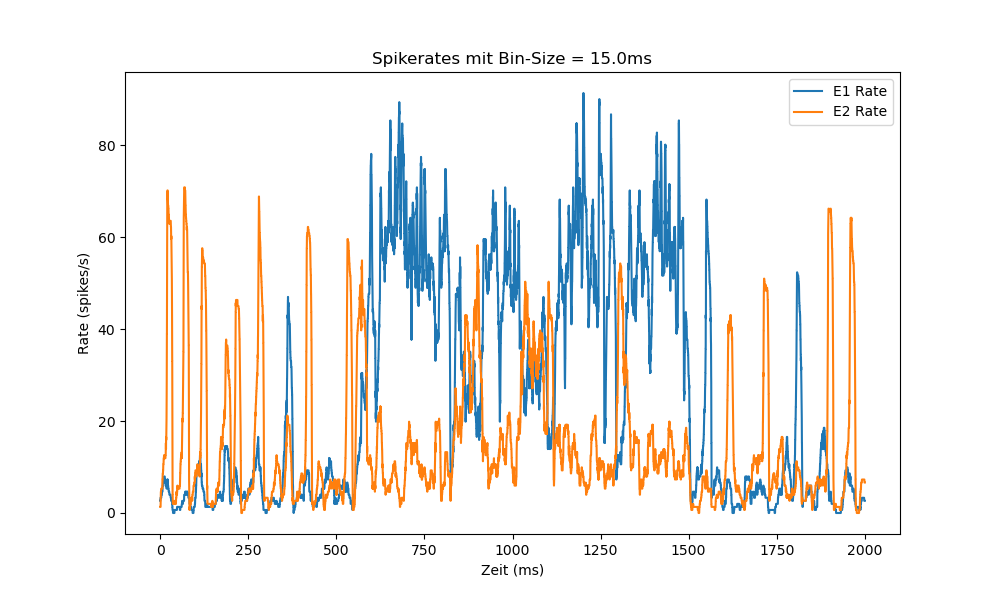 Spikerates mit Bin-Size = 15.0ms
E1 Rate
E2 Rate
Rate (spikes/s)
80
60
40
20
0
0 250 500 750 1000 1250 1500 1750 2000
Zeit (ms)